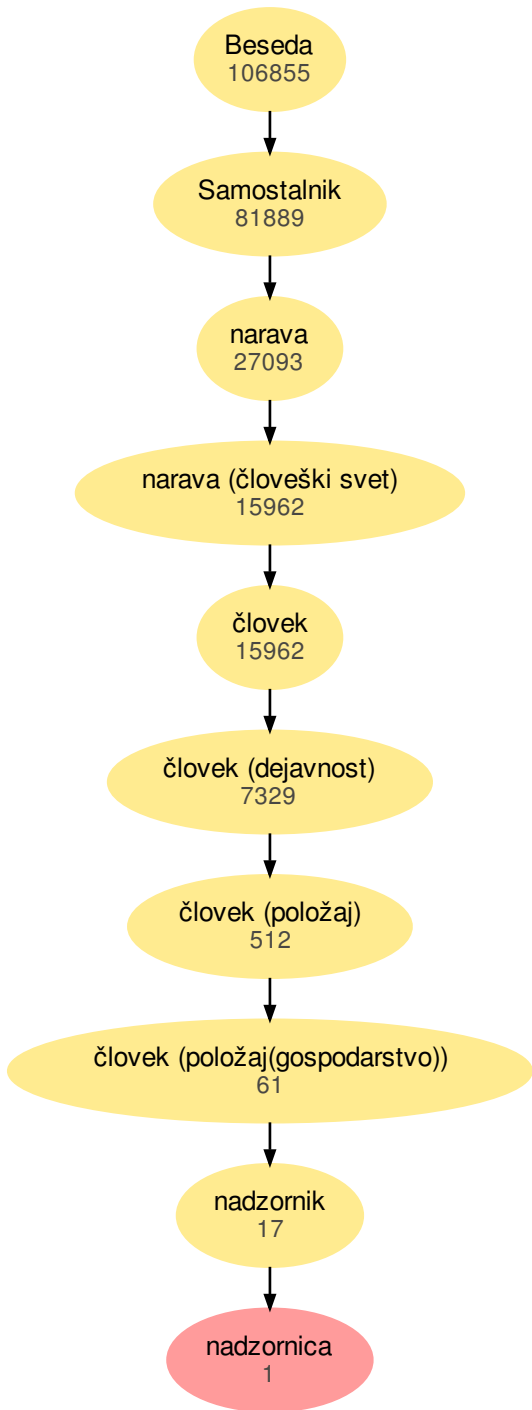 Beseda
106855
Samostalnik
81889
narava
27093
narava (človeški svet)
15962
človek
15962
človek (dejavnost)
7329
človek (položaj)
512
človek (položaj(gospodarstvo))
61
nadzornik
17
nadzornica
1